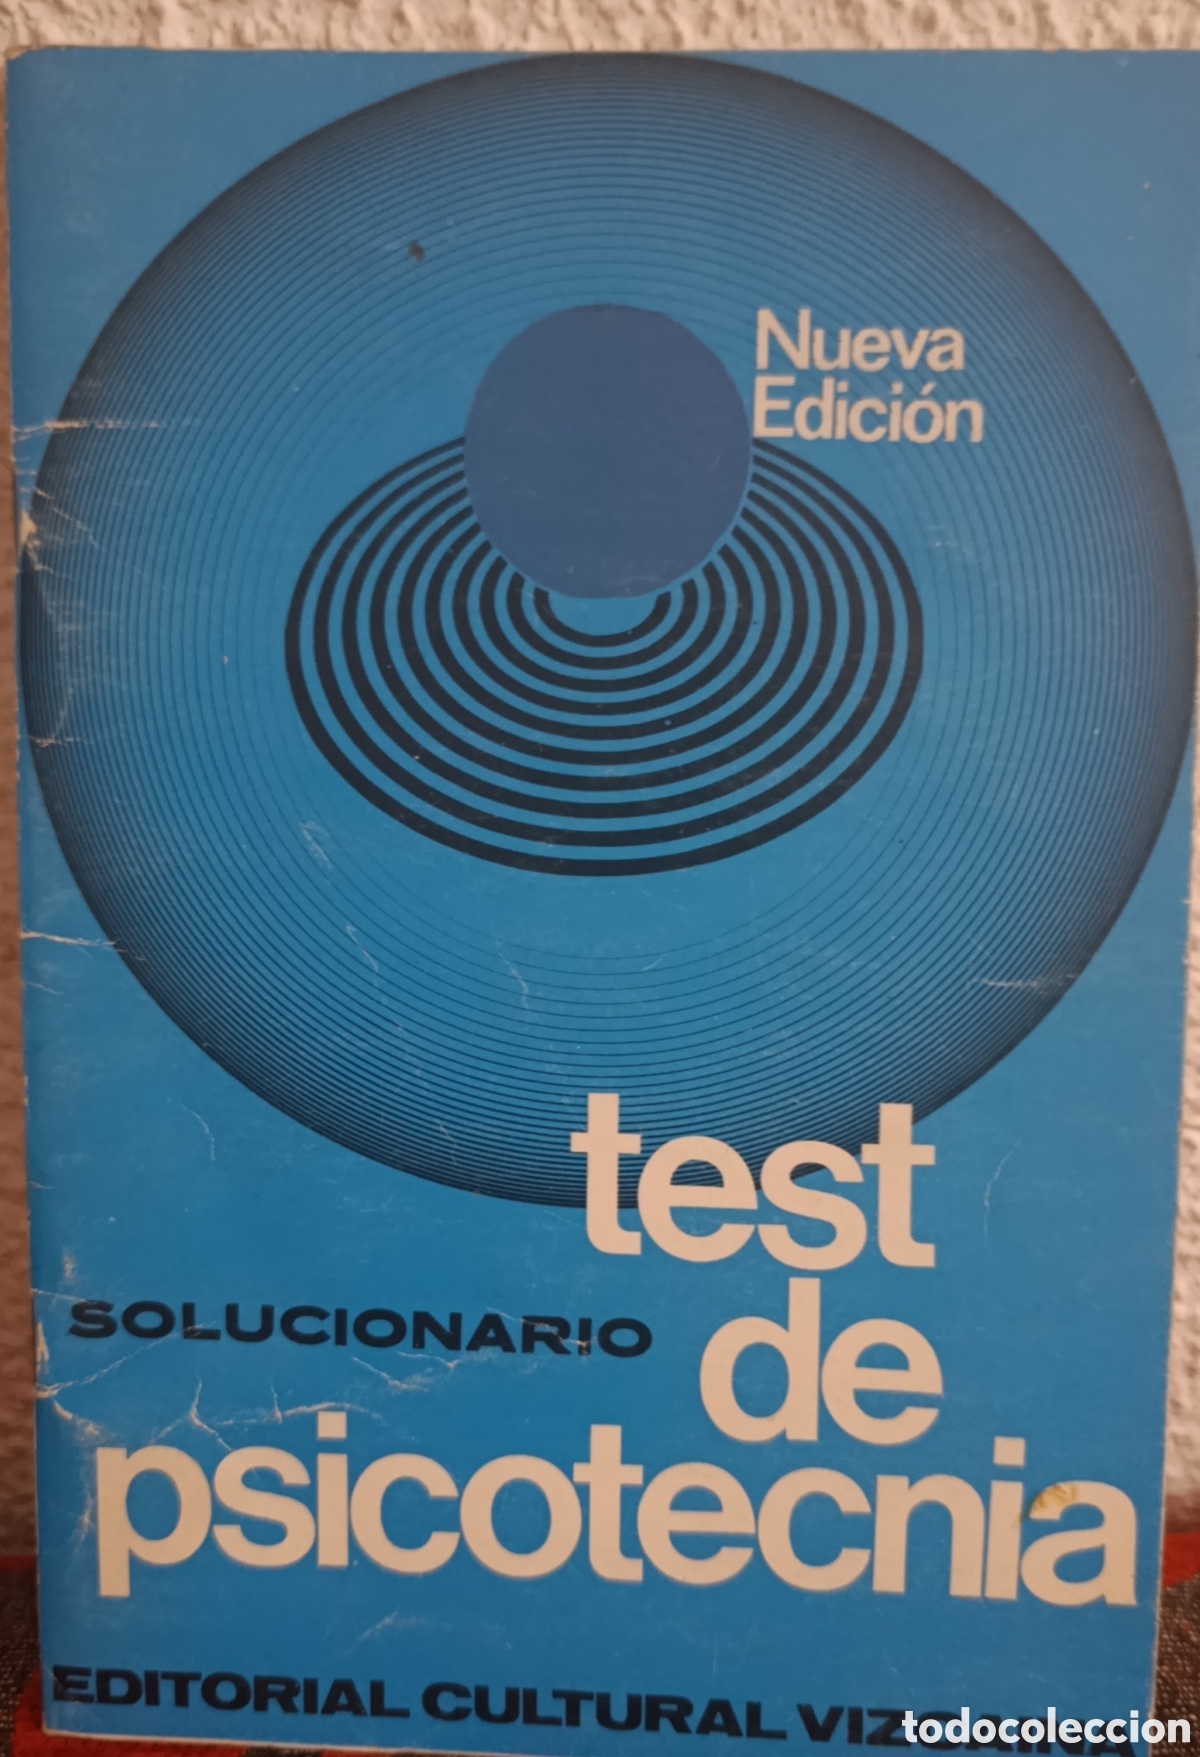 Nueva
Edición
test
SOLUCIONARIO
de
psicotecnia
EDITORIAL CULTURAL
todocoleccion